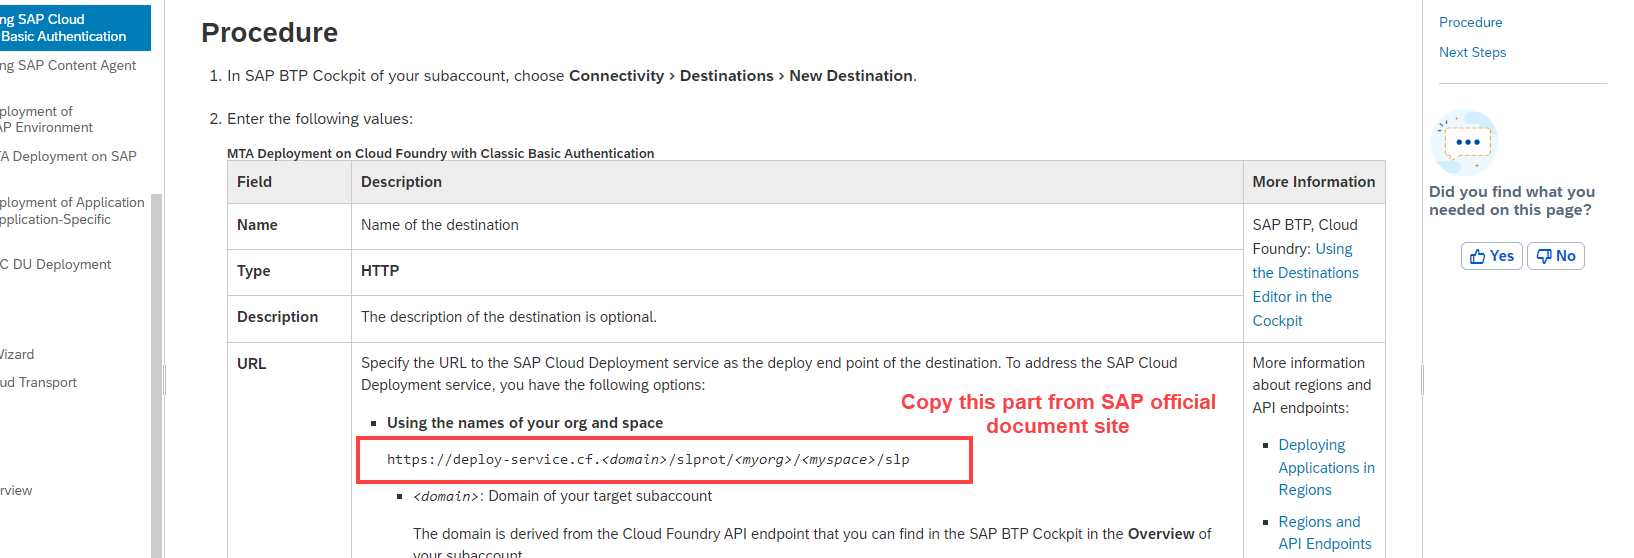 ng SAP Cloud
Basic Authentication
ng SAP Content Agent
ployment of
AP Environment
TA Deployment on SAP
ployment of Application
pplication-Specific
C DU Deployment
Wizard
ud Transport
rview
Procedure
1. In SAP BTP Cockpit of your subaccount, choose Connectivity > Destinations > New Destination.
2. Enter the following values:
MTA Deployment on Cloud Foundry with Classic Basic Authentication
Field Description More Information
Name Name of the destination
Type HTTP
Description The description of the destination is optional.
SAP BTP, Cloud
Foundry: Using
the Destinations
Editor in the
Cockpit
URL Specify the URL to the SAP Cloud Deployment service as the deploy end point of the destination. To address the SAP Cloud
Deployment service, you have the following options:
Copy this part from SAP official
document site
▪ Using the names of your org and space
https://deploy-service.cf.<domain>/slprot/<myorg>/<myspace>/slp
▪ <domain>: Domain of your target subaccount
The domain is derived from the Cloud Foundry API endpoint that you can find in the SAP BTP Cockpit in the Overview of
your subaccount
More information
about regions and
API endpoints:
▪ Deploying
Applications in
Regions
▪ Regions and
API Endpoints
Procedure
Next Steps
Did you find what you
needed on this page?
Yes No